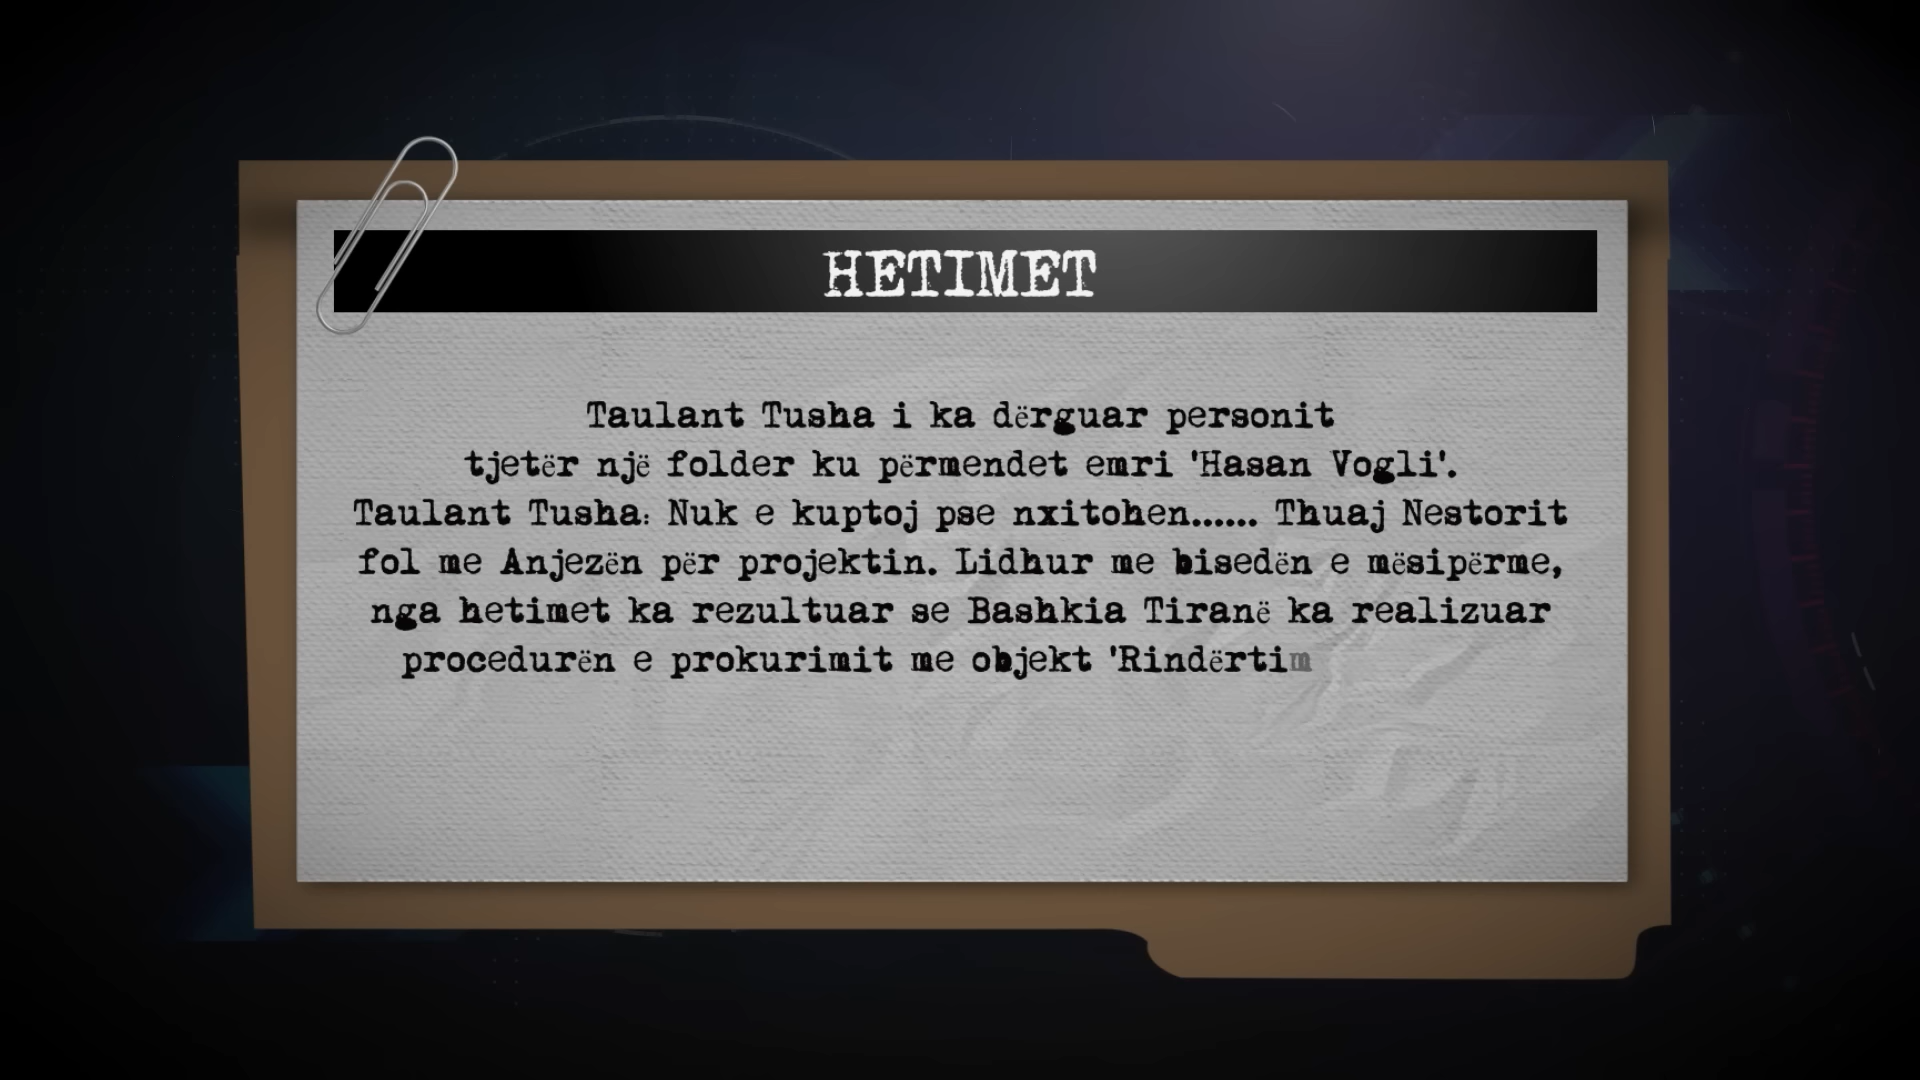 HETIMET
Taulant Tusha i ka dërguar personit
tjetër një folder ku përmendet emri 'Hasan Vogli'.
Taulant Tusha: Nuk e kuptoj pse nxitohen...... Thuaj Nestorit
fol me Anjezën për projektin. Lidhur me bisedën e mësipërme,
nga hetimet ka rezultuar se Bashkia Tiranë ka realizuar
procedurën e prokurimit me objekt 'Rindërtim